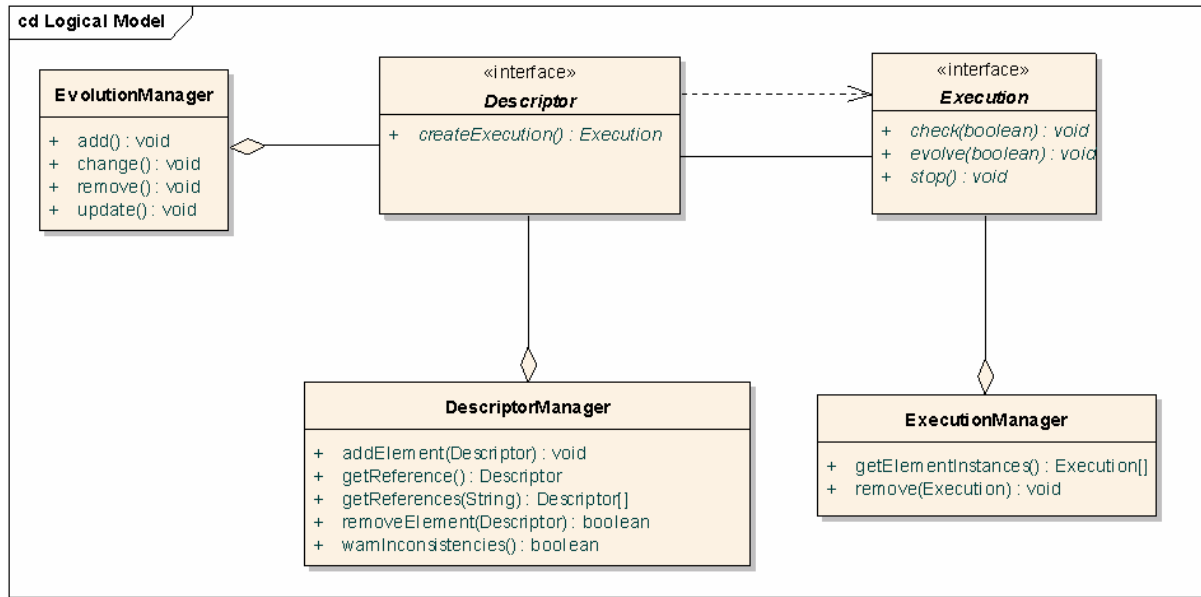 cd Logical Model
EvolutionManager
+ add() : void
+ change() : void
+ remove() : void
+ update() : void
«interface»
Descriptor
+ createExecution() : Execution
«interface»
Execution
+ check(boolean) : void
+ evolve(boolean) : void
+ stop() : void
DescriptorManager
+ addElement(Descriptor) : void
+ getReference() : Descriptor
+ getReferences(String) : Descriptor[]
+ removeElement(Descriptor) : boolean
+ warnInconsistencies() : boolean
ExecutionManager
+ getElementInstances() : Execution[]
+ remove(Execution) : void